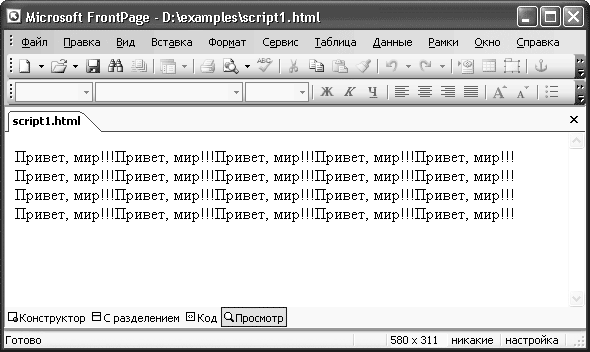 Microsoft FrontPage - D:\examples\script1.html
Файл Правка Вид Вставка Формат Сервис Таблица Данные Рамки Окно Справка
Ж К Ч A A
script1.html
Привет, мир!!!Привет, мир!!!Привет, мир!!!Привет, мир!!!Привет, мир!!!
Привет, мир!!!Привет, мир!!!Привет, мир!!!Привет, мир!!!Привет, мир!!!
Привет, мир!!!Привет, мир!!!Привет, мир!!!Привет, мир!!!Привет, мир!!!
Привет, мир!!!Привет, мир!!!Привет, мир!!!Привет, мир!!!Привет, мир!!!
Конструктор С разделением Код Просмотр
Готово 580 x 311 никакие настройка